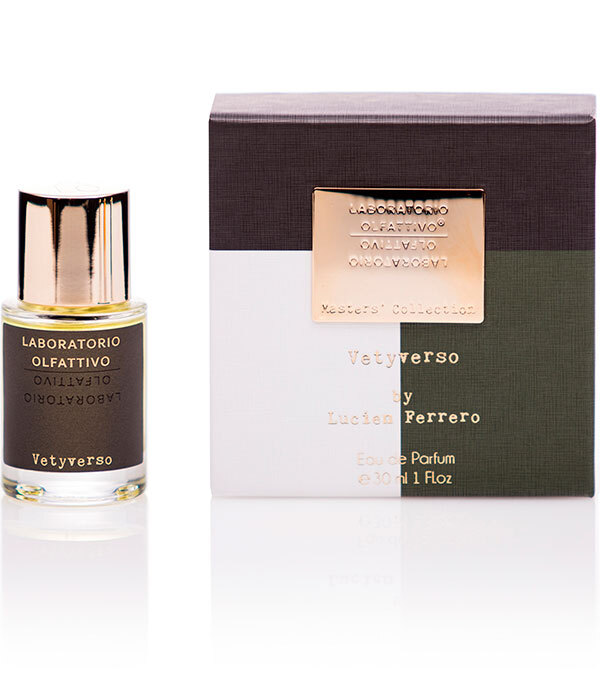 LABORATORIO
OLFATTIVO
OLFATTIVO
LABORATORIO
Vetyverso
LABORATORIO
OLFATTIVO®
OLFATTIVO
LABORATORIO
Masters' Collection
Vetyverso
by
Lucien Ferrero
Eau de Parfum
e 30 ml 1 Fl.oz